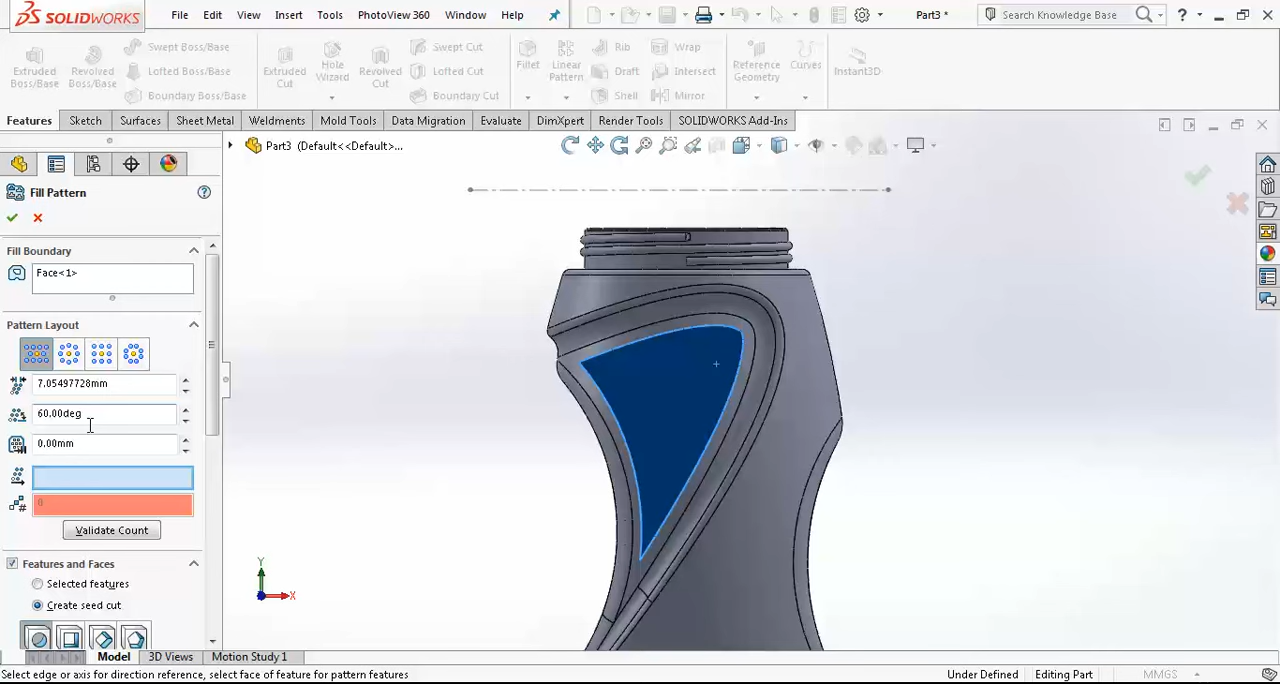 SOLIDWORKS File Edit View Insert Tools PhotoView 360 Window Help Part3 * Search Knowledge Base ?
Extruded Boss/Base
Revolved Boss/Base
Swept Boss/Base
Lofted Boss/Base
Boundary Boss/Base
Extruded Cut
Hole Wizard
Revolved Cut
Swept Cut
Lofted Cut
Boundary Cut
Fillet
Linear Pattern
Rib
Draft
Shell
Wrap
Intersect
Mirror
Reference Geometry
Curves
Instant3D
Features Sketch Surfaces Sheet Metal Weldments Mold Tools Data Migration Evaluate DimXpert Render Tools SOLIDWORKS Add-Ins
Part3 (Default<<Default>...
Fill Pattern ?
Fill Boundary
Face<1>
Pattern Layout
7.05497728mm
60.00deg
0.00mm
0
Validate Count
Features and Faces
Selected features
Create seed cut
Y
X
Model 3D Views Motion Study 1
Select edge or axis for direction reference, select face of feature for pattern features Under Defined Editing Part MMGS